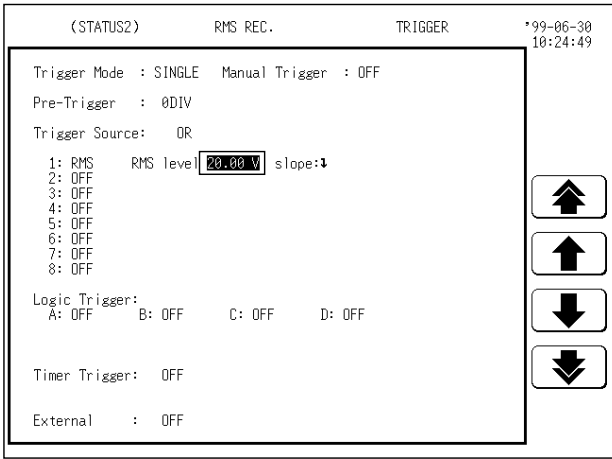 (STATUS2) RMS REC. TRIGGER '99-06-30
10:24:49
Trigger Mode : SINGLE Manual Trigger : OFF
Pre-Trigger : 0DIV
Trigger Source: OR
1: RMS RMS level 20.00 V slope:↴
2: OFF
3: OFF
4: OFF
5: OFF
6: OFF
7: OFF
8: OFF
Logic Trigger:
A: OFF B: OFF C: OFF D: OFF
Timer Trigger: OFF
External : OFF